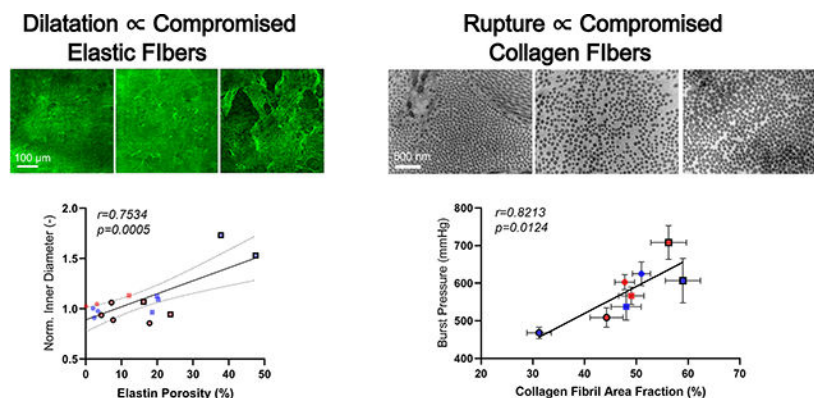 Dilatation ∝ Compromised
Elastic FIbers
100 μm
r=0.7534
p=0.0005
Norm. Inner Diameter (-)
2.0
1.5
1.0
0.5
0
10
20
30
40
50
Elastin Porosity (%)
Rupture ∝ Compromised
Collagen FIbers
500 nm
r=0.8213
p=0.0124
Burst Pressure (mmHg)
800
700
600
500
400
20
30
40
50
60
70
Collagen Fibril Area Fraction (%)